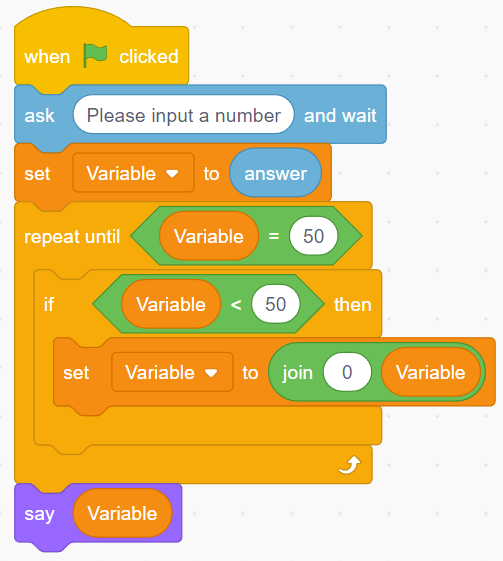 when clicked
ask Please input a number and wait
set Variable to answer
repeat until Variable = 50
if Variable < 50 then
set Variable to join 0 Variable
say Variable